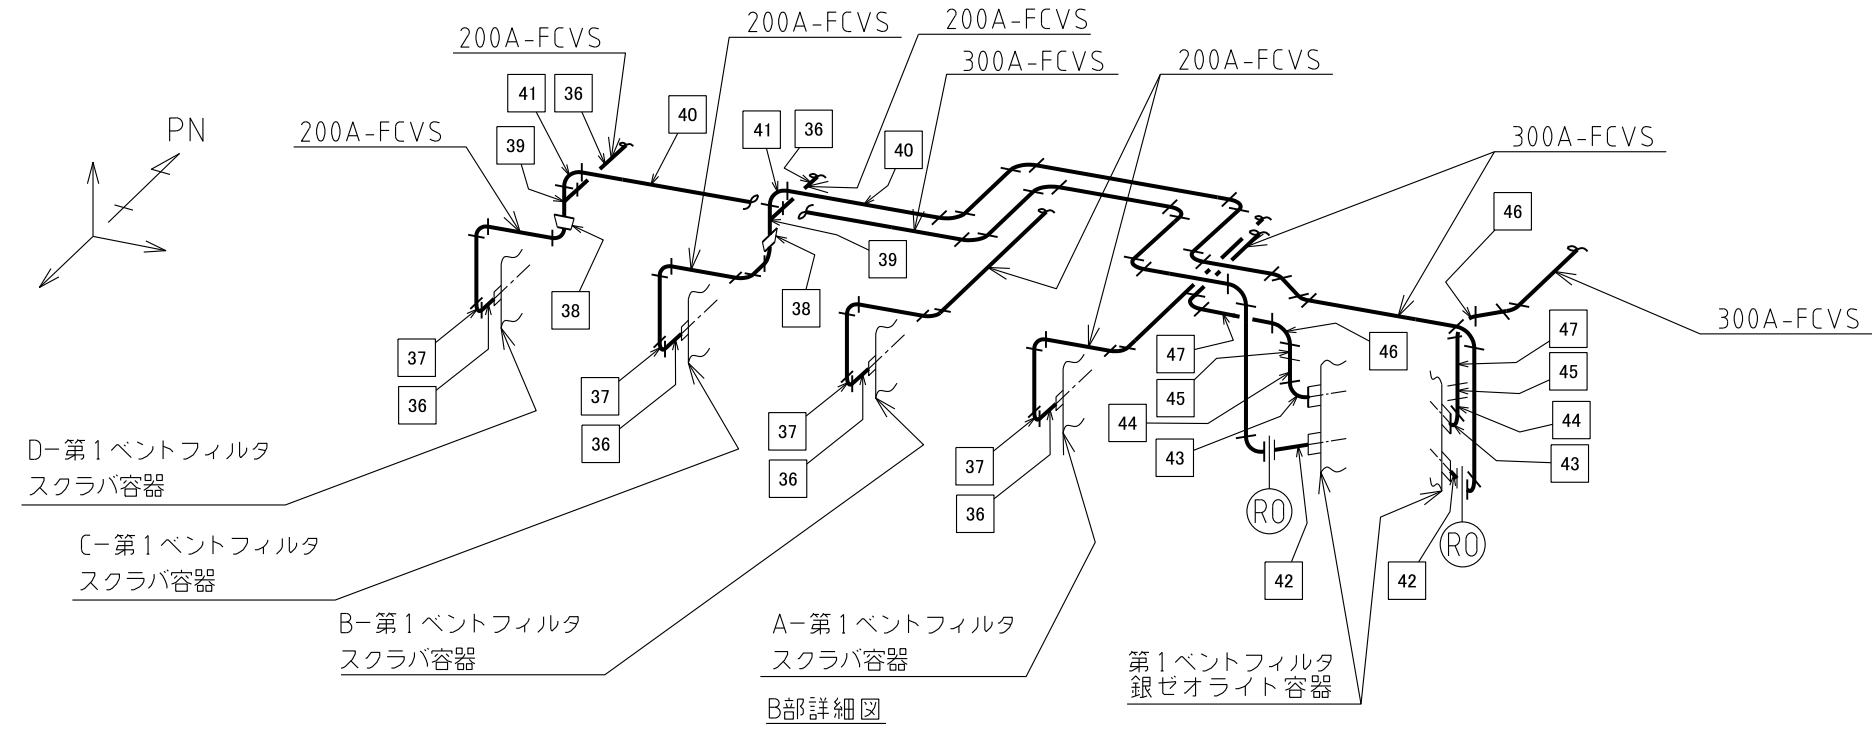 200A-FCVS
200A-FCVS
200A-FCVS
300A-FCVS
200A-FCVS
PN
200A-FCVS
300A-FCVS
300A-FCVS
41
36
40
39
41
36
40
46
39
38
38
37
36
37
36
37
36
37
36
47
46
45
44
43
47
45
44
43
RO
RO
42
42
D-第1ベントフィルタ
スクラバ容器
C-第1ベントフィルタ
スクラバ容器
B-第1ベントフィルタ
スクラバ容器
A-第1ベントフィルタ
スクラバ容器
第1ベントフィルタ
銀ゼオライト容器
B部詳細図